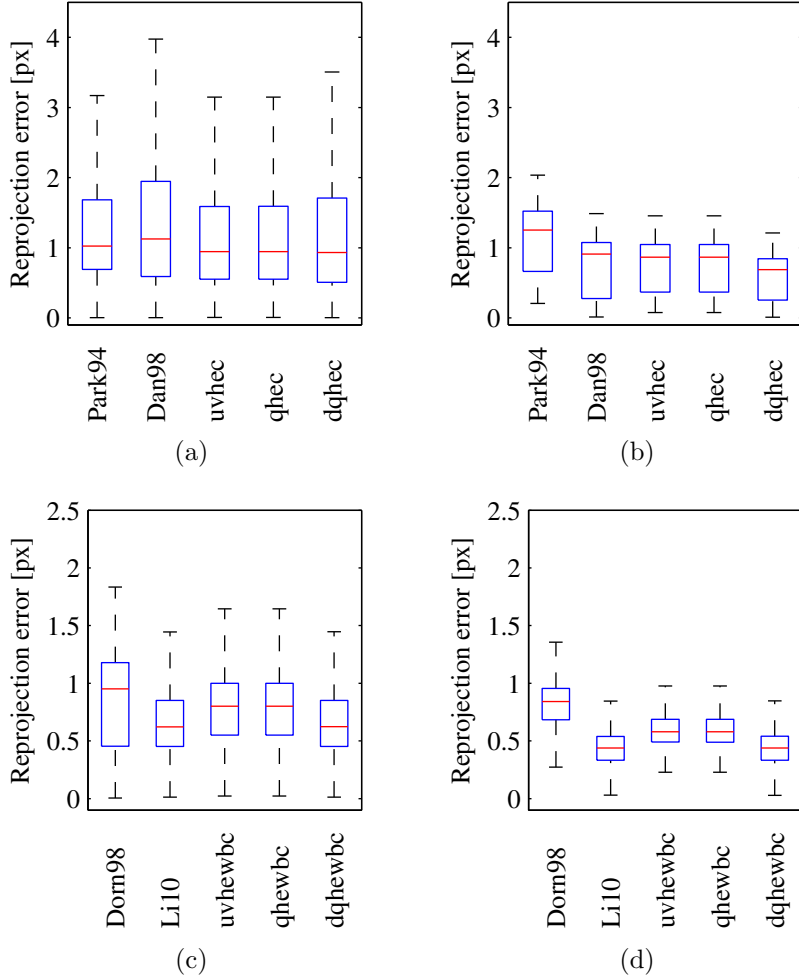 Reprojection error [px]
4
3
2
1
0
Park94
Dan98
uvhec
qhec
dqhec
(a)
Reprojection error [px]
4
3
2
1
0
Park94
Dan98
uvhec
qhec
dqhec
(b)
Reprojection error [px]
2.5
2
1.5
1
0.5
0
Dorn98
Li10
uvhewbc
qhewbc
dqhewbc
(c)
Reprojection error [px]
2.5
2
1.5
1
0.5
0
Dorn98
Li10
uvhewbc
qhewbc
dqhewbc
(d)